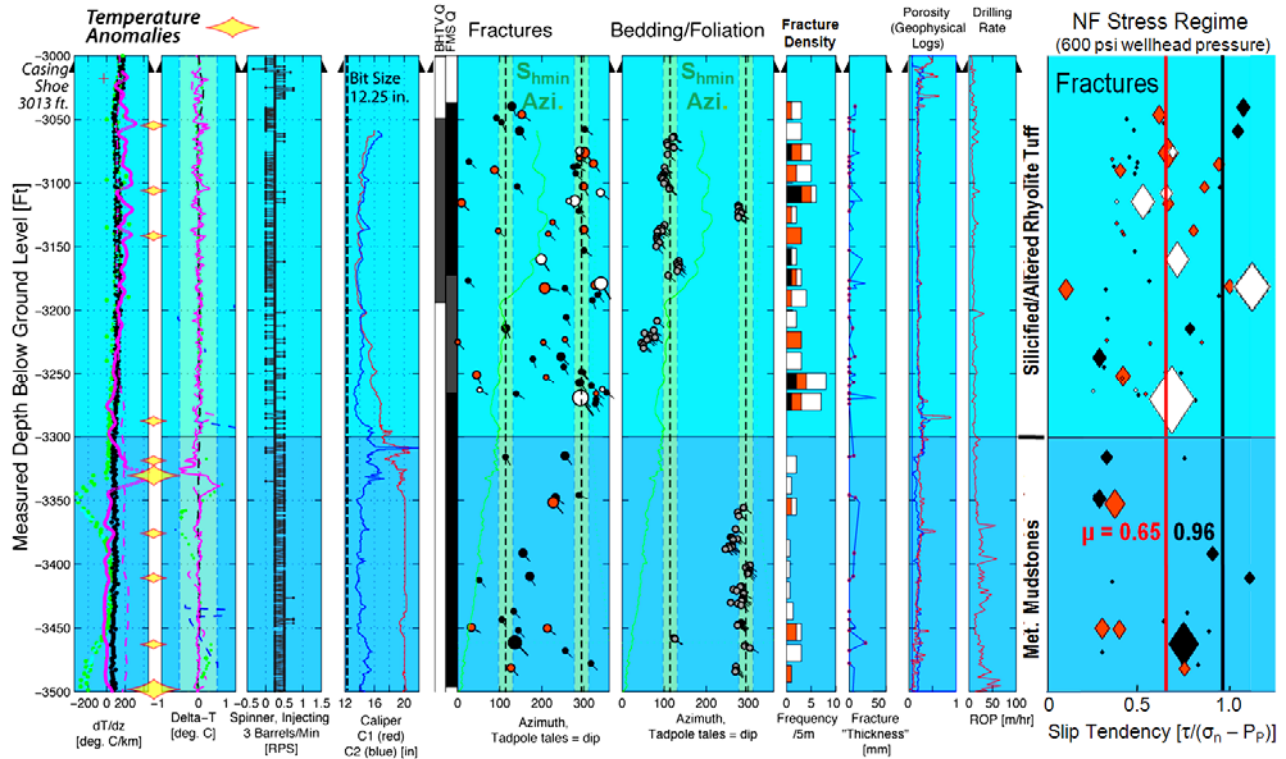 Temperature
Anomalies
BHTV Q
FMS Q
Fractures
Bedding/Foliation
Fracture
Density
Porosity
(Geophysical
Logs)
Drilling
Rate
NF Stress Regime
(600 psi wellhead pressure)
Casing
Shoe
3013 ft.
Bit Size
12.25 in.
Shmin
Azi.
Shmin
Azi.
Fractures
Measured Depth Below Ground Level [Ft]
−3000
−3050
−3100
−3150
−3200
−3250
−3300
−3350
−3400
−3450
−3500
Silicified/Altered Rhyolite Tuff
Met. Mudstones
μ = 0.65 0.96
−200 0 200
−1 0 1
−0.5 0 0.5 1
16 20
0 100 200 300
0 100 200 300
0 5
0 50
0 1
0 50 100
0.5 1.0
dT/dz
[deg. C/km]
Delta−T
[deg. C]
Spinner, Injecting
3 Barrels/Min
[RPS]
Caliper
C1 (red)
C2 (blue) [in]
Azimuth,
Tadpole tales = dip
Azimuth,
Tadpole tales = dip
Frequency
/5m
Fracture
"Thickness"
[mm]
ROP [m/hr]
Slip Tendency [τ/(σn − PP)]